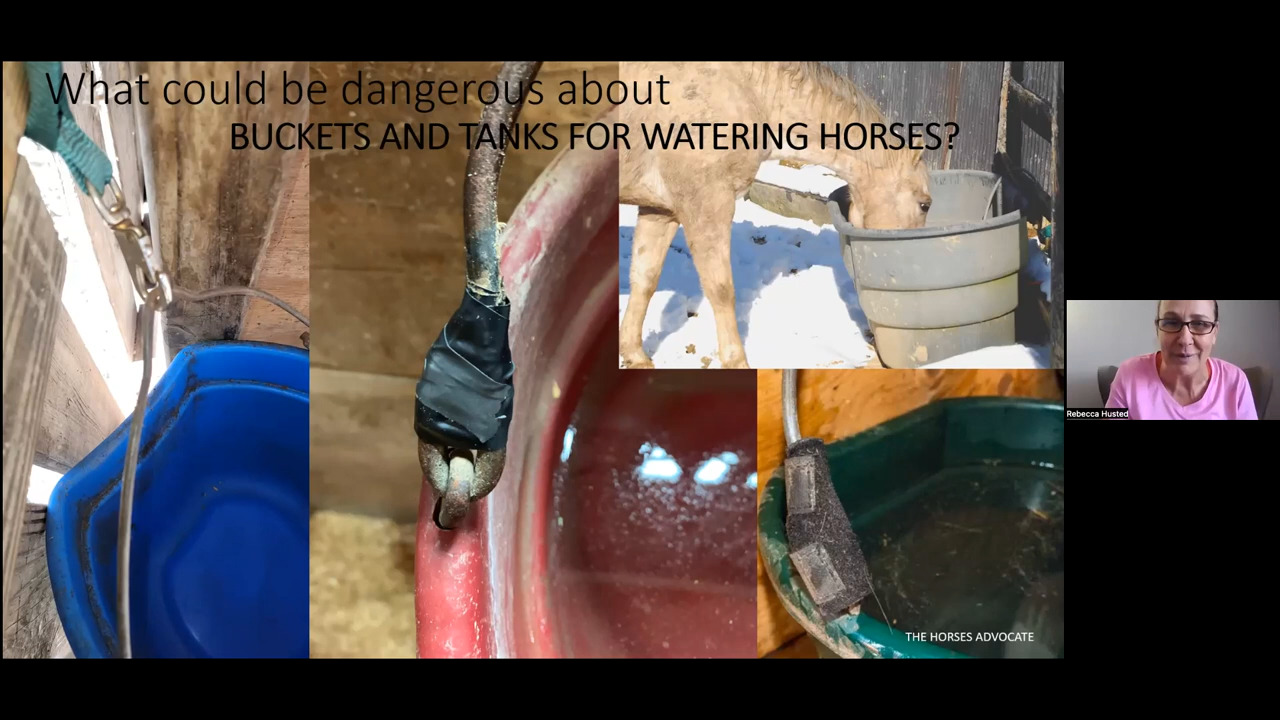 What could be dangerous about
BUCKETS AND TANKS FOR WATERING HORSES?
Rebecca Husted
THE HORSES ADVOCATE